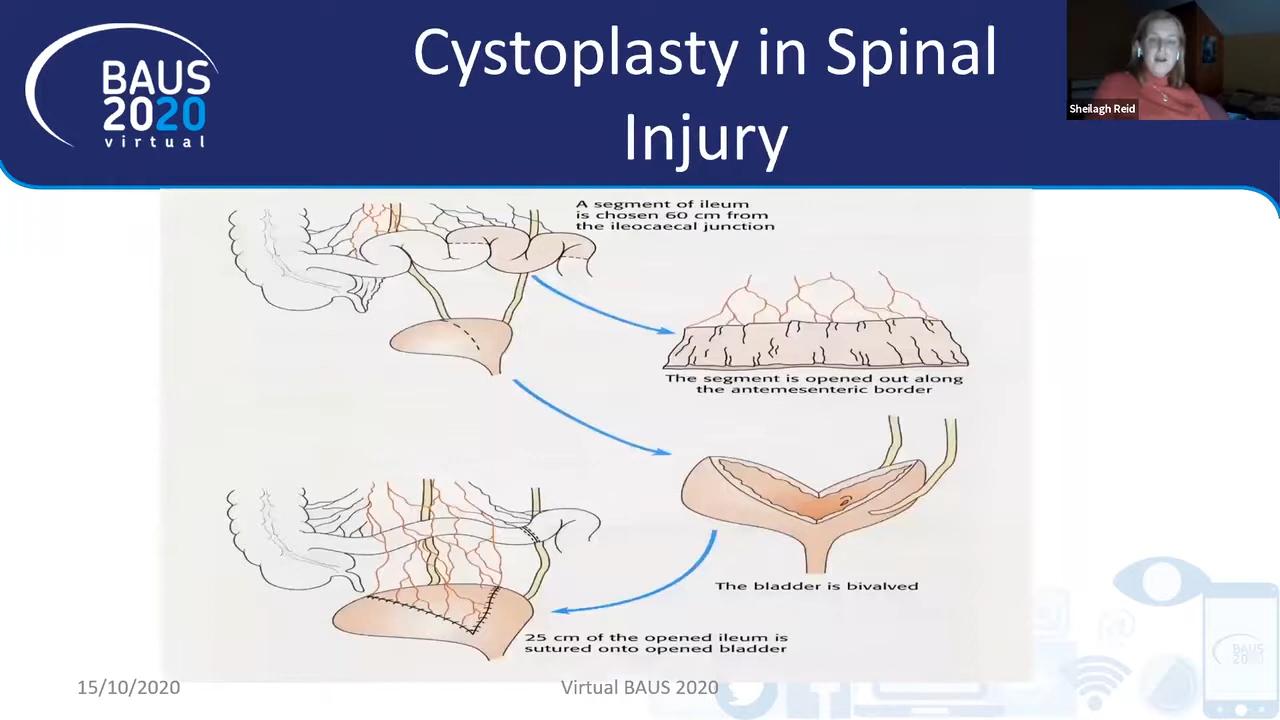 BAUS
2020
virtual
Cystoplasty in Spinal
Injury
Sheilagh Reid
A segment of ileum
is chosen 60 cm from
the ileocaecal junction
The segment is opened out along
the antemesenteric border
The bladder is bivalved
25 cm of the opened ileum is
sutured onto opened bladder
15/10/2020
Virtual BAUS 2020
BAUS
2020